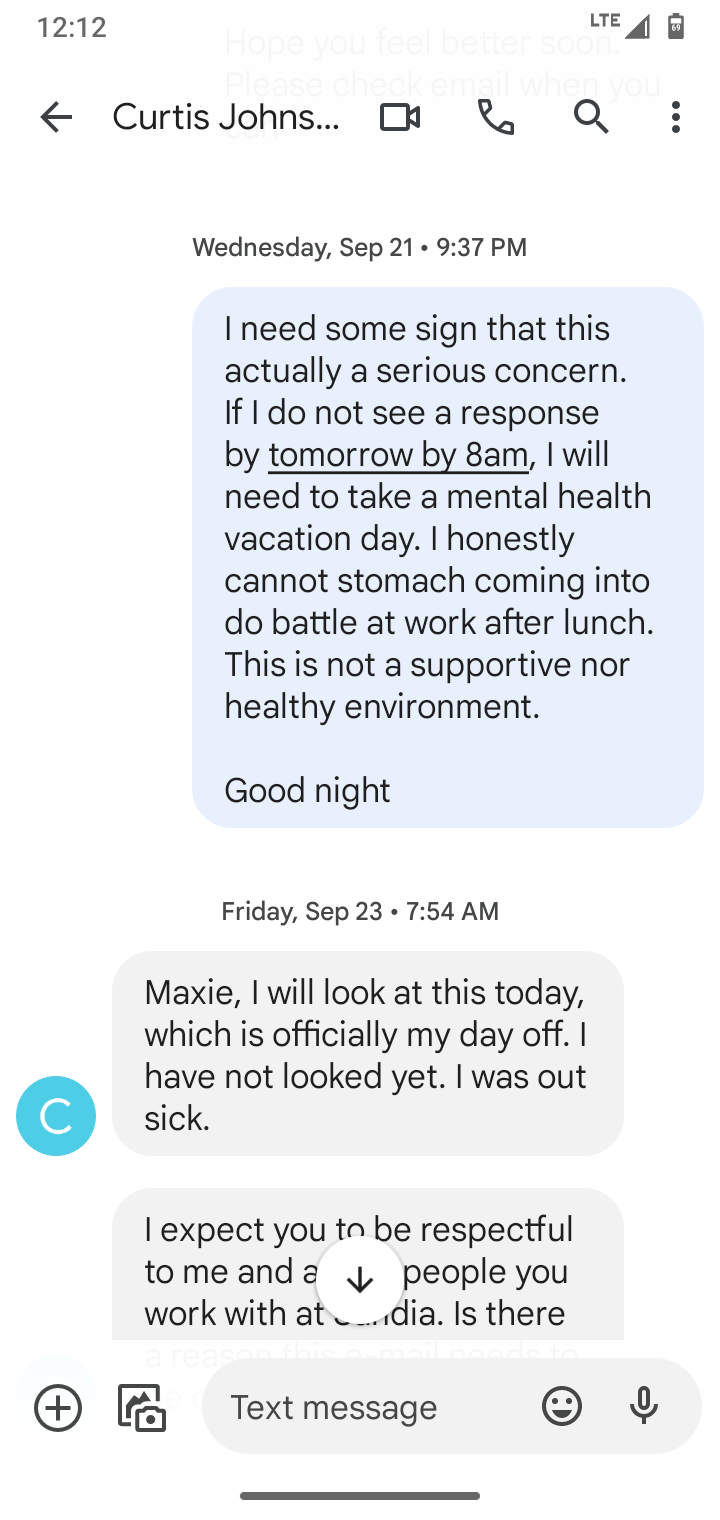 12:12
LTE
69
Hope you feel better soon.
Please check email when you
Curtis Johns...
Wednesday, Sep 21 • 9:37 PM
I need some sign that this
actually a serious concern.
If I do not see a response
by tomorrow by 8am, I will
need to take a mental health
vacation day. I honestly
cannot stomach coming into
do battle at work after lunch.
This is not a supportive nor
healthy environment.
Good night
Friday, Sep 23 • 7:54 AM
Maxie, I will look at this today,
which is officially my day off. I
have not looked yet. I was out
sick.
C
I expect you to be respectful
to me and people you
work with at Is there
a reason this e-mail needs to
Text message